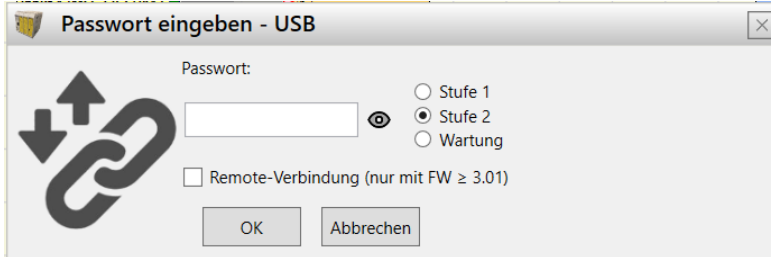 Passwort eingeben - USB
Passwort:
Stufe 1
Stufe 2
Wartung
Remote-Verbindung (nur mit FW ≥ 3.01)
OK
Abbrechen